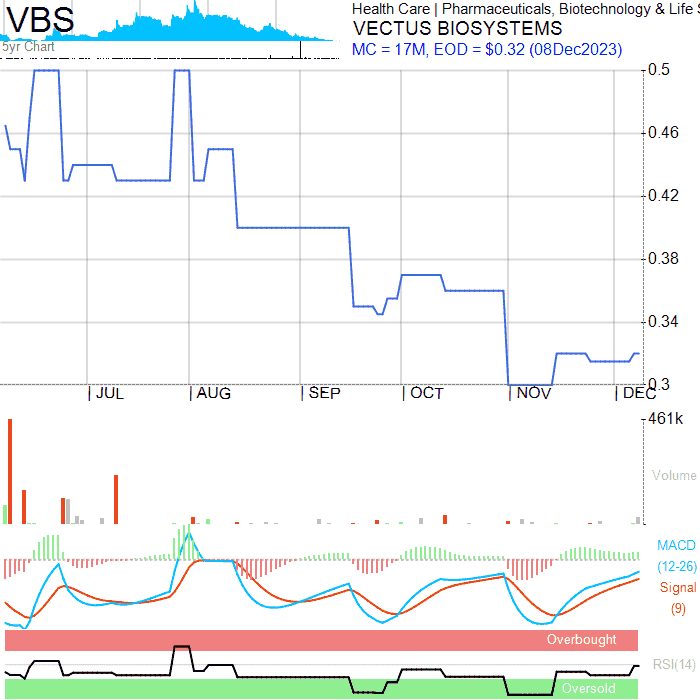 VBS
5yr Chart
Health Care | Pharmaceuticals, Biotechnology & Life S
VECTUS BIOSYSTEMS
MC = 17M, EOD = $0.32 (08Dec2023)
0.5
0.46
0.42
0.38
0.34
0.3
JUL AUG SEP OCT NOV DEC
461k
Volume
MACD
(12-26)
Signal
(9)
Overbought
RSI(14)
Oversold